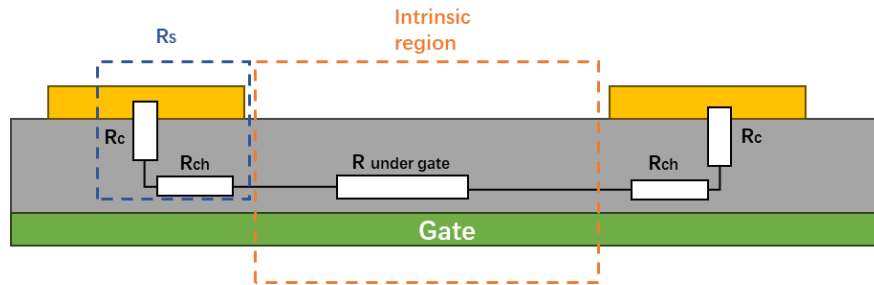 Rs
Intrinsic
region
Rc
Rch
R under gate
Rch
Rc
Gate